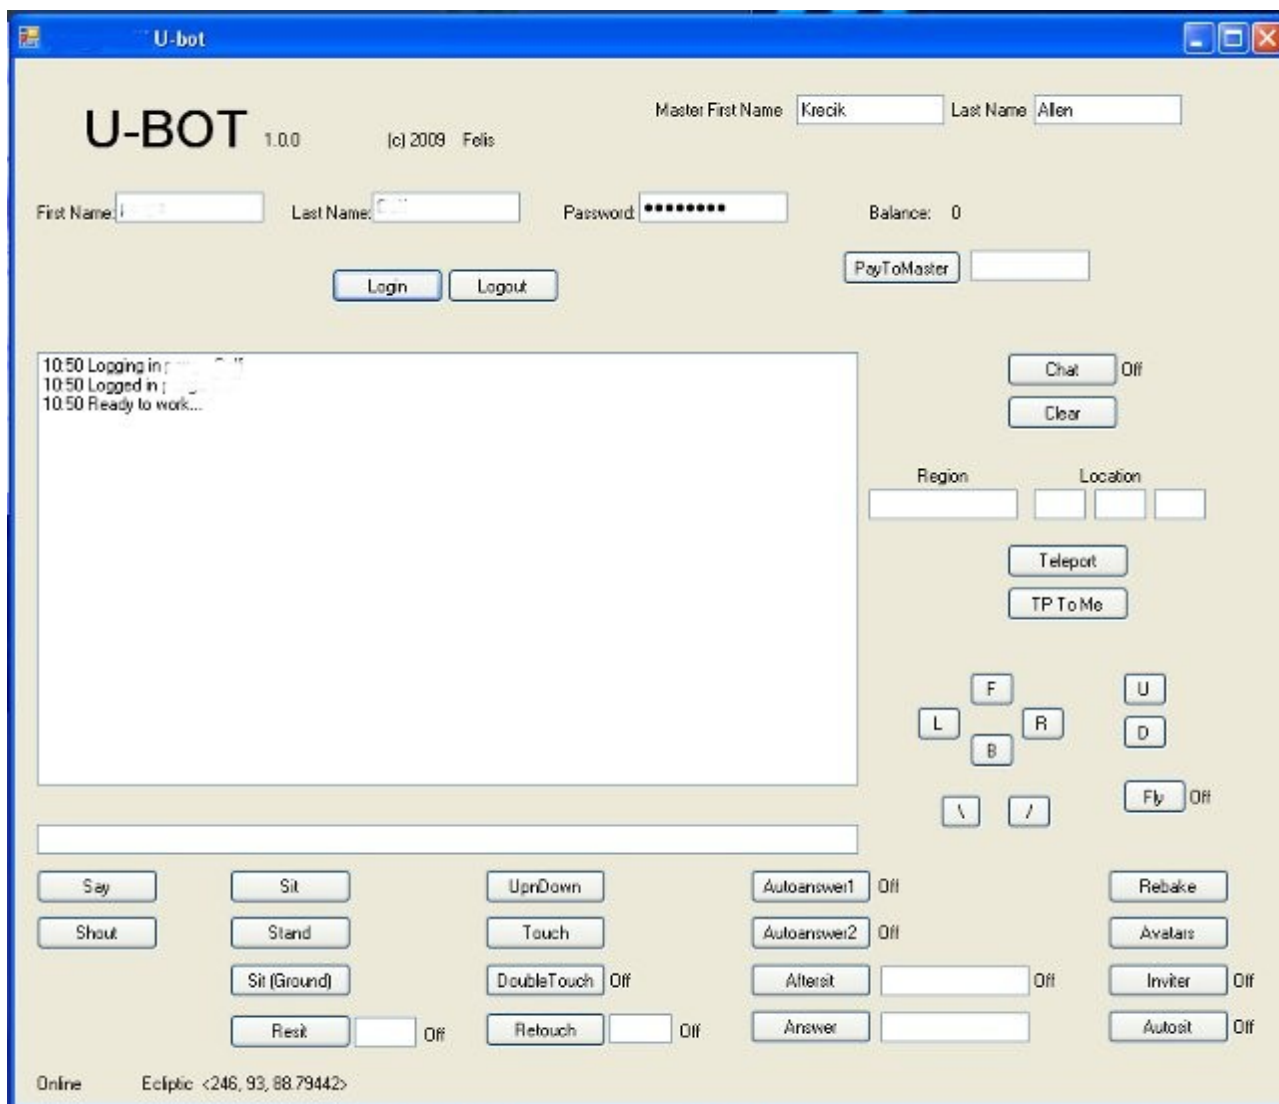 U-bot
Master First Name Krecik Last Name Allen
U-BOT 1.0.0 (c) 2009 Felis
First Name: Last Name: Password: •••••••• Balance: 0
PayToMaster
Login Logout
10:50 Logging in
10:50 Logged in
10:50 Ready to work...
Chat Off
Clear
Region Location
Teleport
TP To Me
F U
L R D
B
Fly Off
\ /
Say Sit UpnDown Autoanswer1 Off Rebake
Shout Stand Touch Autoanswer2 Off Avatars
Sit (Ground) DoubleTouch Off Aftersit Off Inviter Off
Resit Off Retouch Off Answer Autosit Off
Online Ecliptic <246, 93, 88.79442>